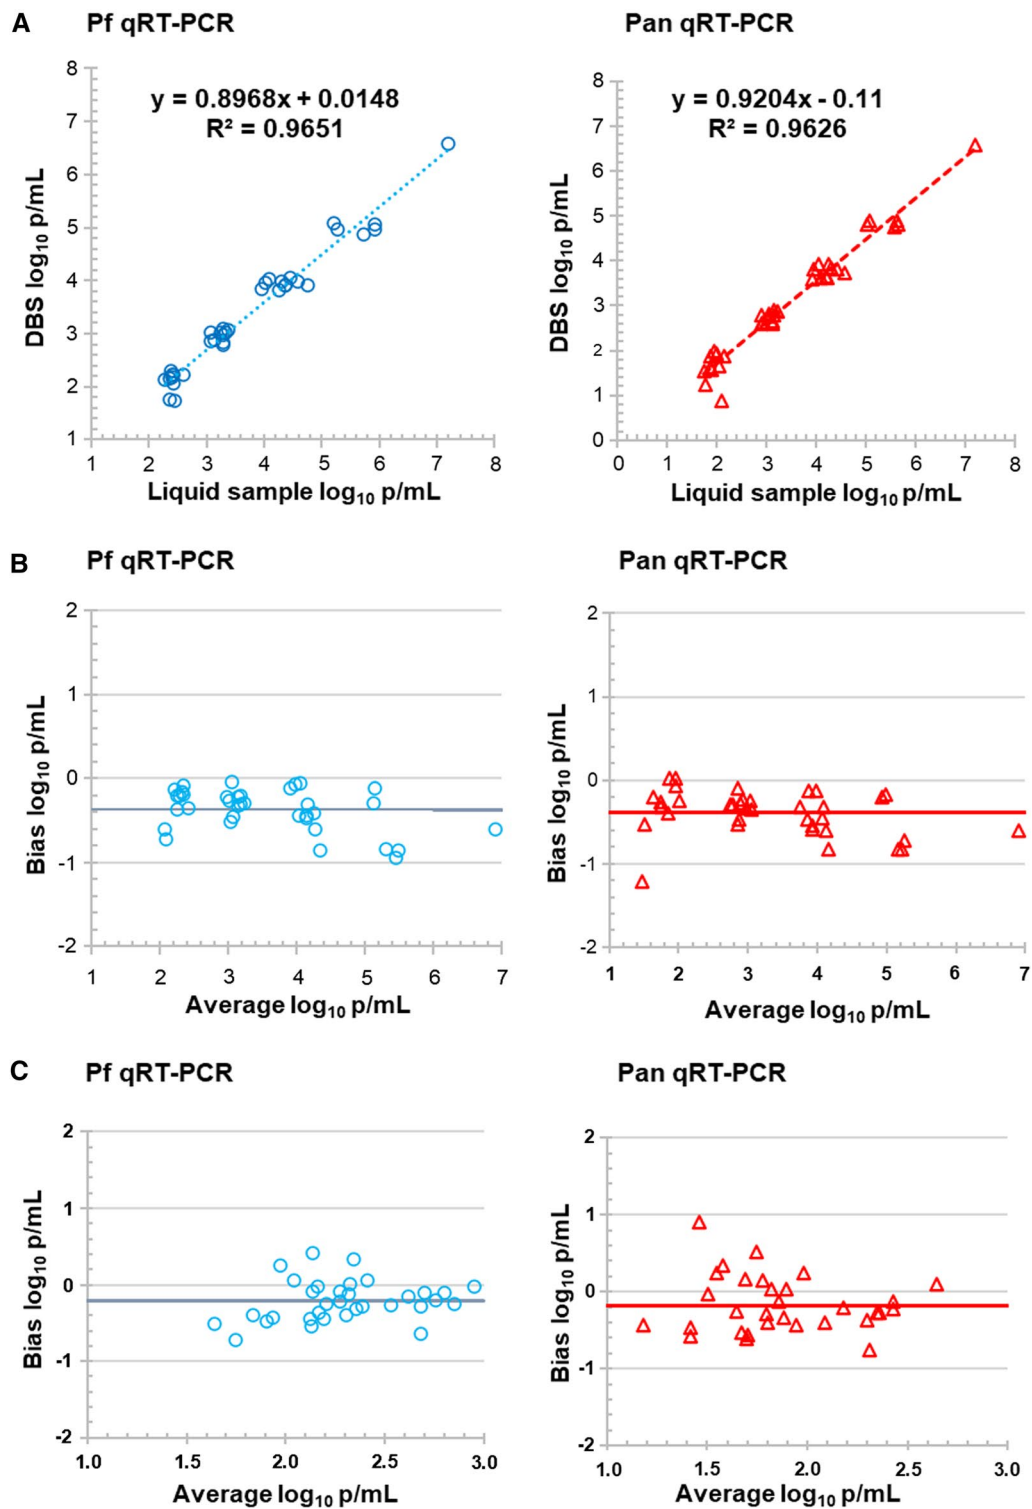 A
Pf qRT-PCR
Pan qRT-PCR
y = 0.8968x + 0.0148
R² = 0.9651
8
7
6
5
4
3
2
1
DBS log₁₀ p/mL
1 2 3 4 5 6 7 8
Liquid sample log₁₀ p/mL
y = 0.9204x - 0.11
R² = 0.9626
8
7
6
5
4
3
2
1
0
DBS log₁₀ p/mL
0 1 2 3 4 5 6 7 8
Liquid sample log₁₀ p/mL
B
Pf qRT-PCR
Pan qRT-PCR
2
1
0
-1
-2
Bias log₁₀ p/mL
1 2 3 4 5 6 7
Average log₁₀ p/mL
2
1
0
-1
-2
Bias log₁₀ p/mL
1 2 3 4 5 6 7
Average log₁₀ p/mL
C
Pf qRT-PCR
Pan qRT-PCR
2
1
0
-1
-2
Bias log₁₀ p/mL
1.0 1.5 2.0 2.5 3.0
Average log₁₀ p/mL
2
1
0
-1
-2
Bias log₁₀ p/mL
1.0 1.5 2.0 2.5 3.0
Average log₁₀ p/mL